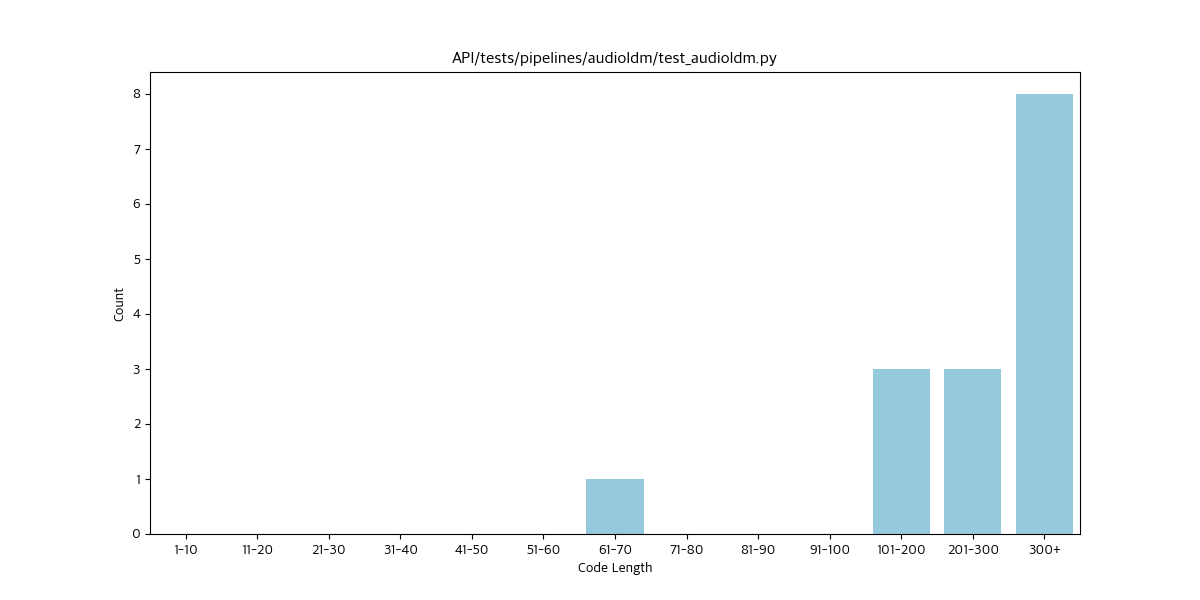 API/tests/pipelines/audioldm/test_audioldm.py
8
7
6
5
4
3
2
1
0
Count
1-10 11-20 21-30 31-40 41-50 51-60 61-70 71-80 81-90 91-100 101-200 201-300 300+
Code Length